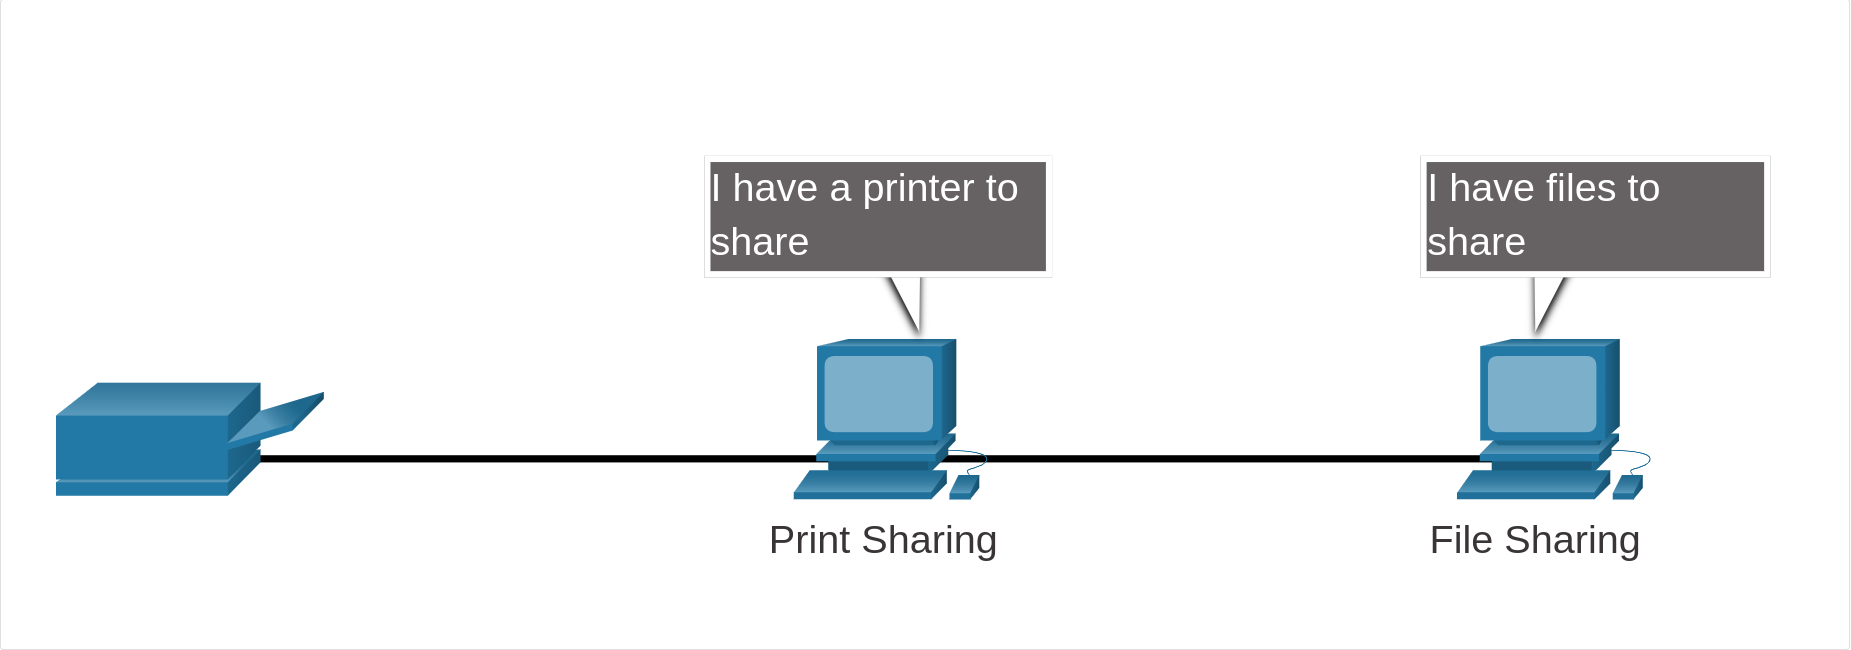 I have a printer to
share
I have files to
share
Print Sharing
File Sharing